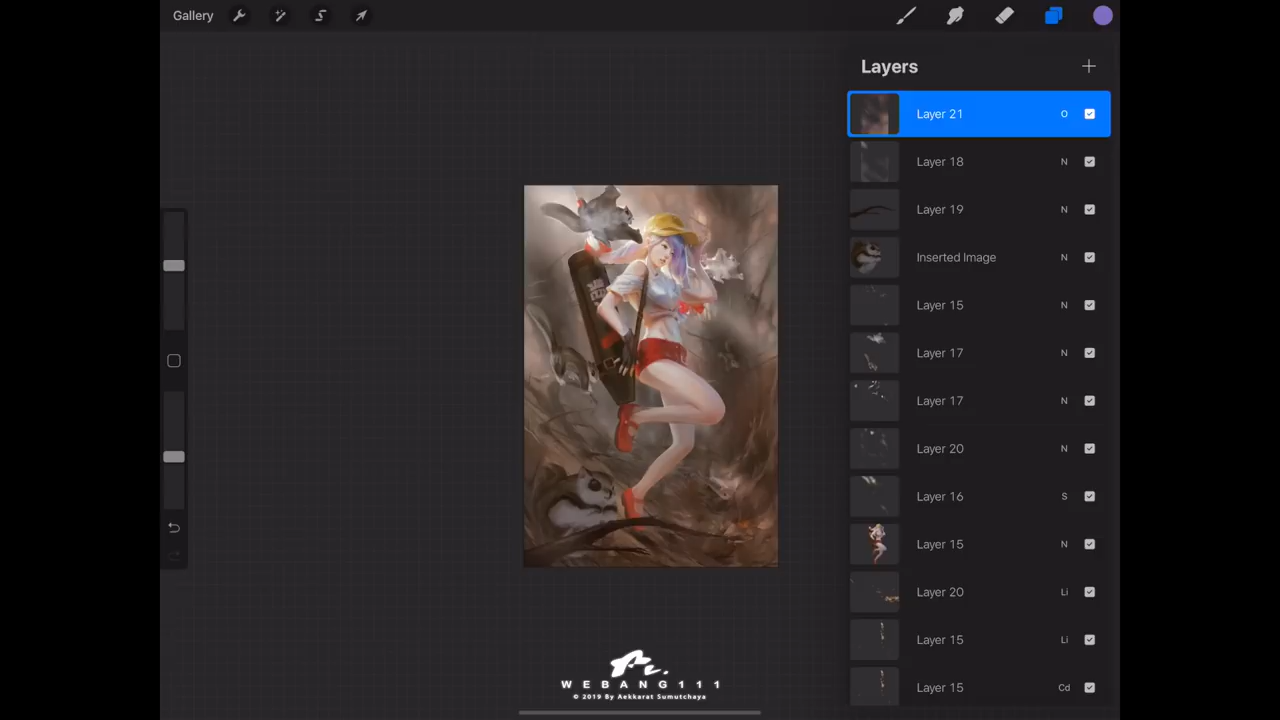 Gallery
Layers
Layer 21 O
Layer 18 N
Layer 19 N
Inserted Image N
Layer 15 N
Layer 17 N
Layer 17 N
Layer 20 N
Layer 16 S
Layer 15 N
Layer 20 Li
Layer 15 Li
Layer 15 Cd
WEBANG111
© 2019 By Aekkarat Sumutchaya